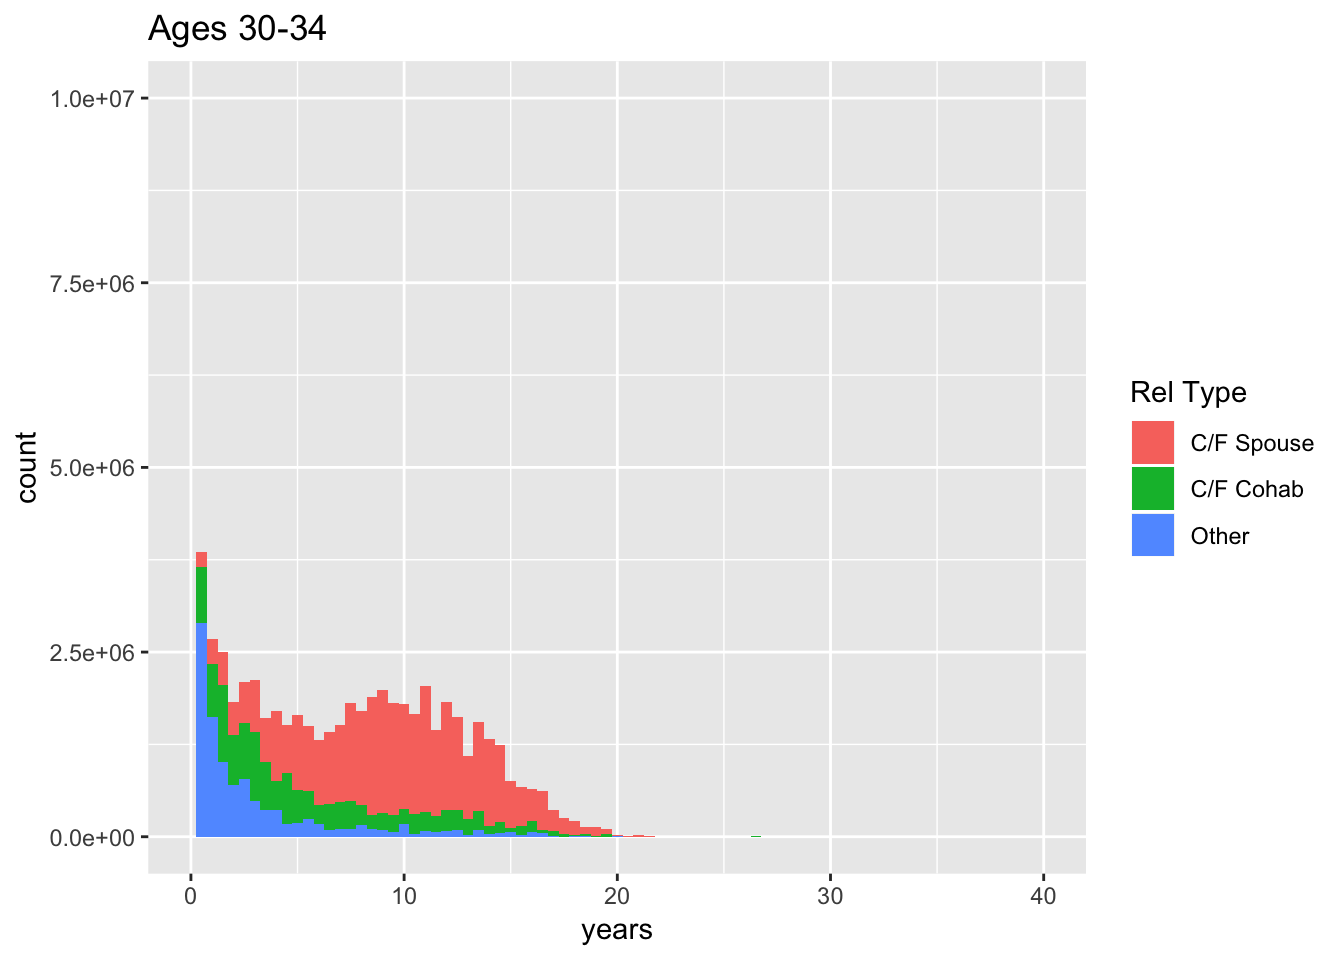 Ages 30-34
1.0e+07
7.5e+06
5.0e+06
2.5e+06
0.0e+00
count
0
10
20
30
40
years
Rel Type
C/F Spouse
C/F Cohab
Other